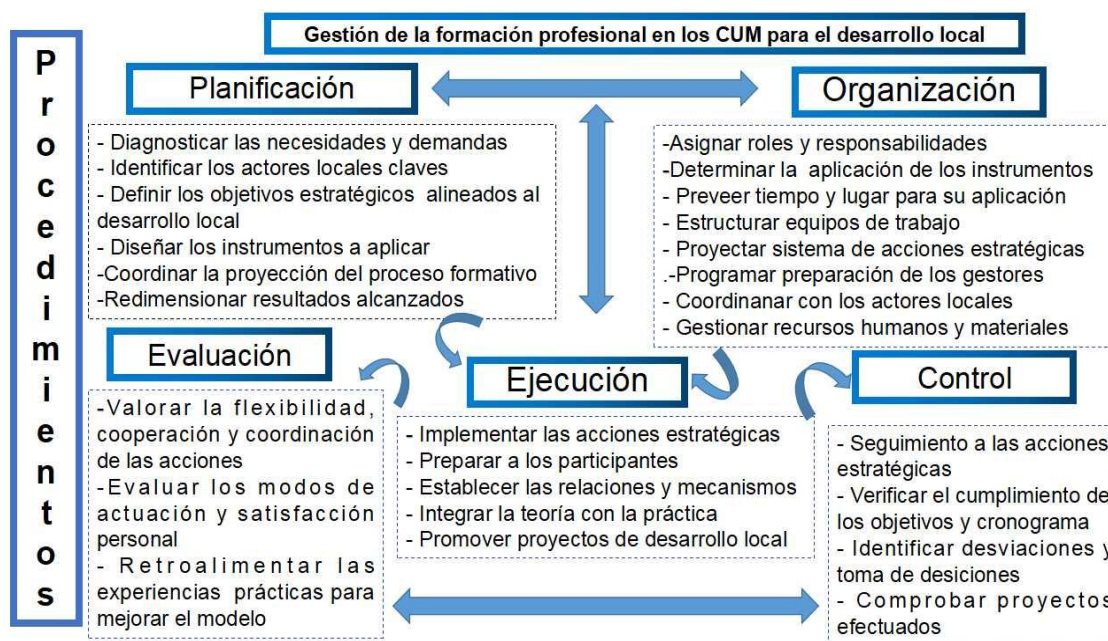 Procedimientos
Gestión de la formación profesional en los CUM para el desarrollo local
Planificación
- Diagnosticar las necesidades y demandas
- Identificar los actores locales claves
- Definir los objetivos estratégicos alineados al
desarrollo local
- Diseñar los instrumentos a aplicar
-Coordinar la proyección del proceso formativo
-Redimensionar resultados alcanzados
Organización
-Asignar roles y responsabilidades
-Determinar la aplicación de los instrumentos
- Preveer tiempo y lugar para su aplicación
- Estructurar equipos de trabajo
- Proyectar sistema de acciones estratégicas
.-Programar preparación de los gestores
- Coordinanar con los actores locales
- Gestionar recursos humanos y materiales
Evaluación
-Valorar la flexibilidad,
cooperación y coordinación
de las acciones
-Evaluar los modos de
actuación y satisfacción
personal
- Retroalimentar las
experiencias prácticas para
mejorar el modelo
Ejecución
- Implementar las acciones estratégicas
- Preparar a los participantes
- Establecer las relaciones y mecanismos
- Integrar la teoría con la práctica
- Promover proyectos de desarrollo local
Control
- Seguimiento a las acciones
estratégicas
- Verificar el cumplimiento de
los objetivos y cronograma
- Identificar desviaciones y
toma de desiciones
- Comprobar proyectos
efectuados